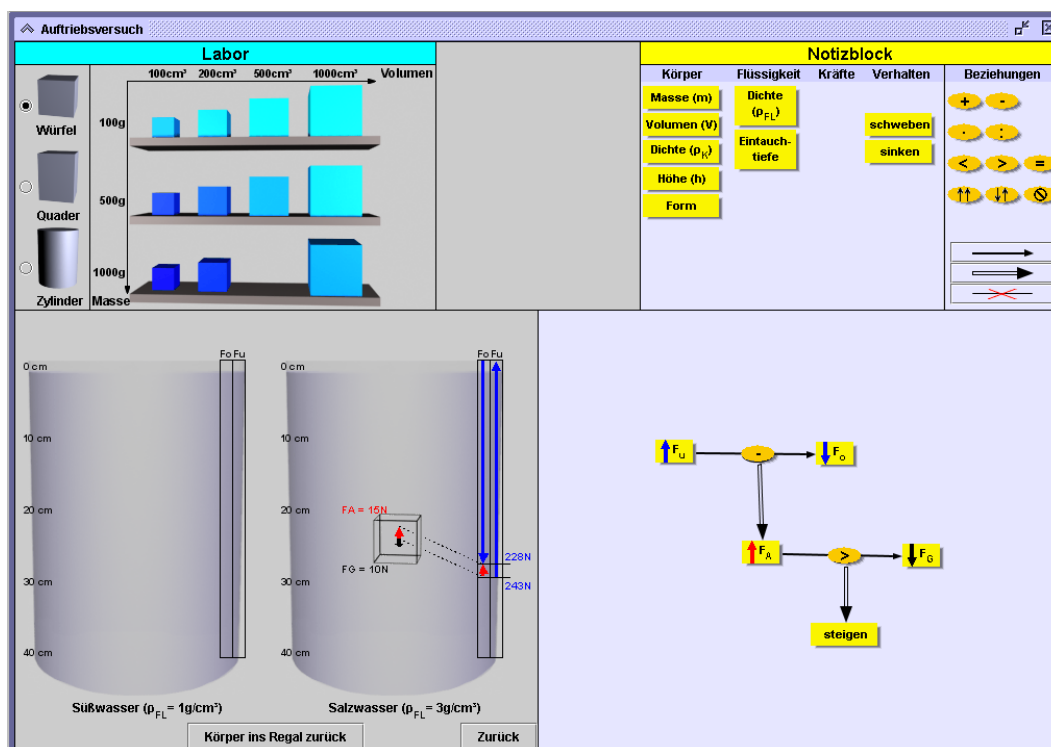 Auftriebsversuch
Labor
100cm³ 200cm³ 500cm³ 1000cm³ Volumen
Würfel
Quader
Zylinder
100g
500g
1000g
Masse
Notizblock
Körper Flüssigkeit Kräfte Verhalten Beziehungen
Masse (m)
Volumen (V)
Dichte (ρK)
Höhe (h)
Form
Dichte
(ρFL)
Eintauch-
tiefe
schweben
sinken
+ -
· :
< > =
↑↑ ↓↑
Fo Fu
0 cm
10 cm
20 cm
30 cm
40 cm
Süßwasser (ρFL= 1g/cm³)
Fo Fu
0 cm
10 cm
20 cm
30 cm
40 cm
FA = 15N
FG = 10N
228N
243N
Salzwasser (ρFL= 3g/cm³)
Körper ins Regal zurück
Zurück
Fu - Fo
FA > FG
steigen